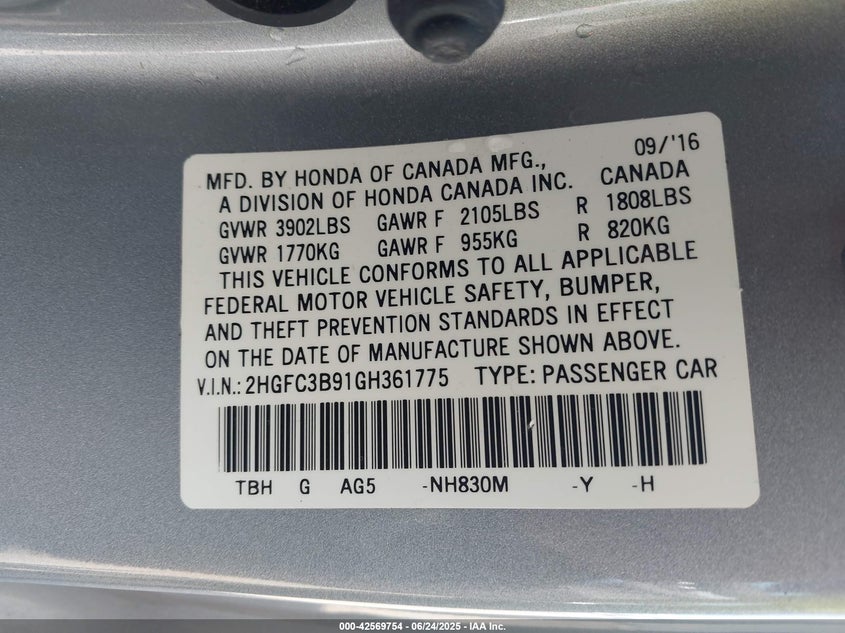 09/'16
MFD. BY HONDA OF CANADA MFG., CANADA
A DIVISION OF HONDA CANADA INC.
GVWR 3902LBS GAWR F 2105LBS R 1808LBS
GVWR 1770KG GAWR F 955KG R 820KG
THIS VEHICLE CONFORMS TO ALL APPLICABLE
FEDERAL MOTOR VEHICLE SAFETY, BUMPER,
AND THEFT PREVENTION STANDARDS IN EFFECT
ON THE DATE OF MANUFACTURE SHOWN ABOVE.
V.I.N.: 2HGFC3B91GH361775 TYPE: PASSENGER CAR
TBH G AG5 -NH830M -Y -H
000-42569754 - 06/24/2025 - IAA Inc.